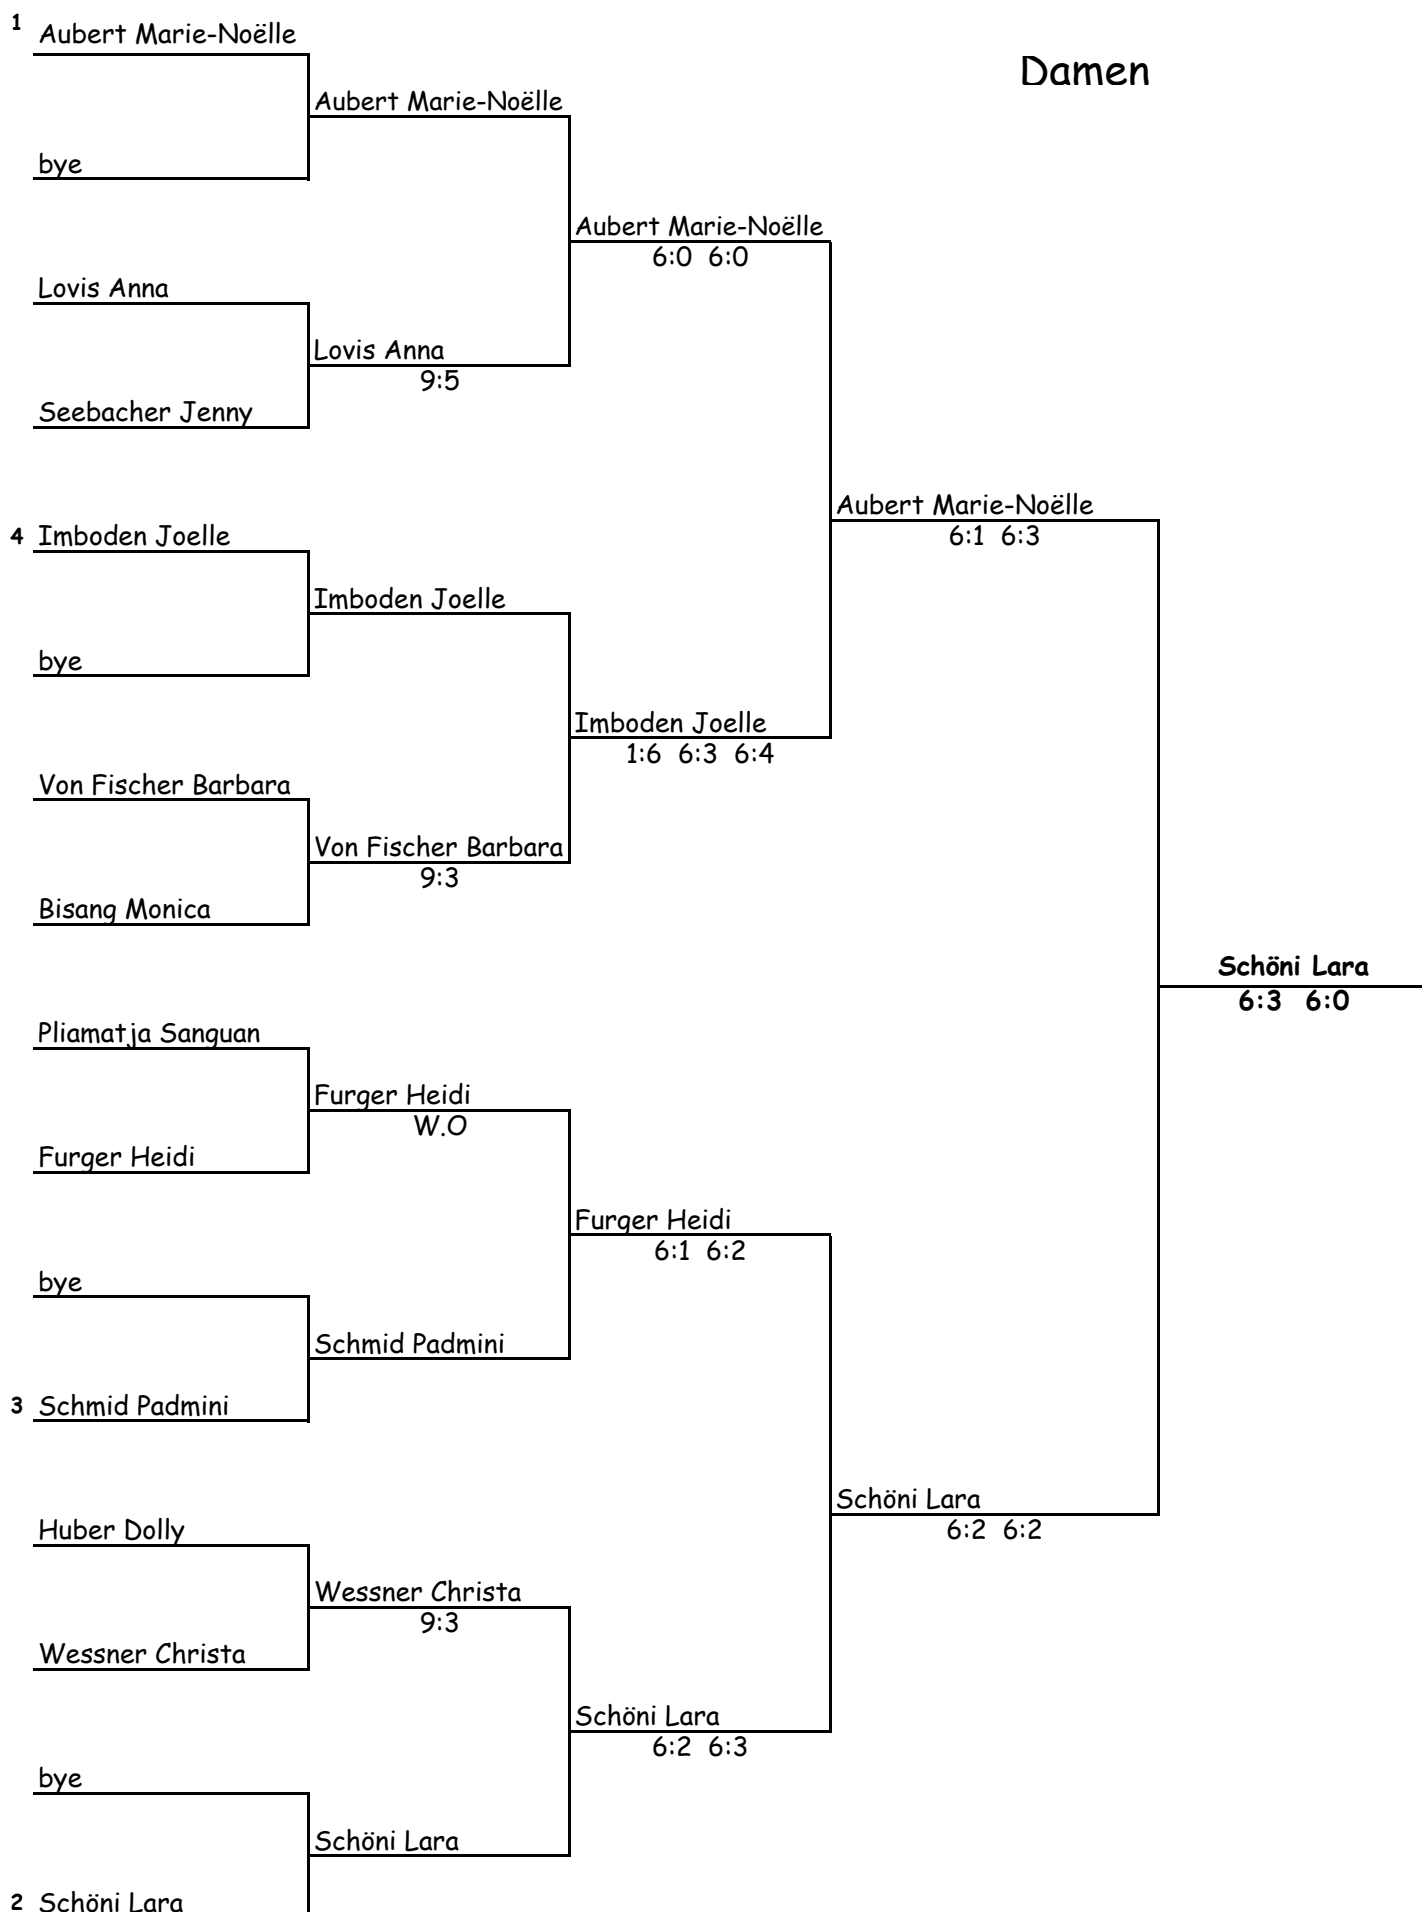 1 Aubert Marie-Noëlle
Damen
Aubert Marie-Noëlle
bye
Aubert Marie-Noëlle
6:0 6:0
Lovis Anna
Lovis Anna
9:5
Seebacher Jenny
Aubert Marie-Noëlle
6:1 6:3
4 Imboden Joelle
Imboden Joelle
bye
Imboden Joelle
1:6 6:3 6:4
Von Fischer Barbara
Von Fischer Barbara
9:3
Bisang Monica
Schöni Lara
6:3 6:0
Pliamatja Sanguan
Furger Heidi
W.O
Furger Heidi
Furger Heidi
6:1 6:2
bye
Schmid Padmini
3 Schmid Padmini
Schöni Lara
6:2 6:2
Huber Dolly
Wessner Christa
9:3
Wessner Christa
Schöni Lara
6:2 6:3
bye
Schöni Lara
2 Schöni Lara